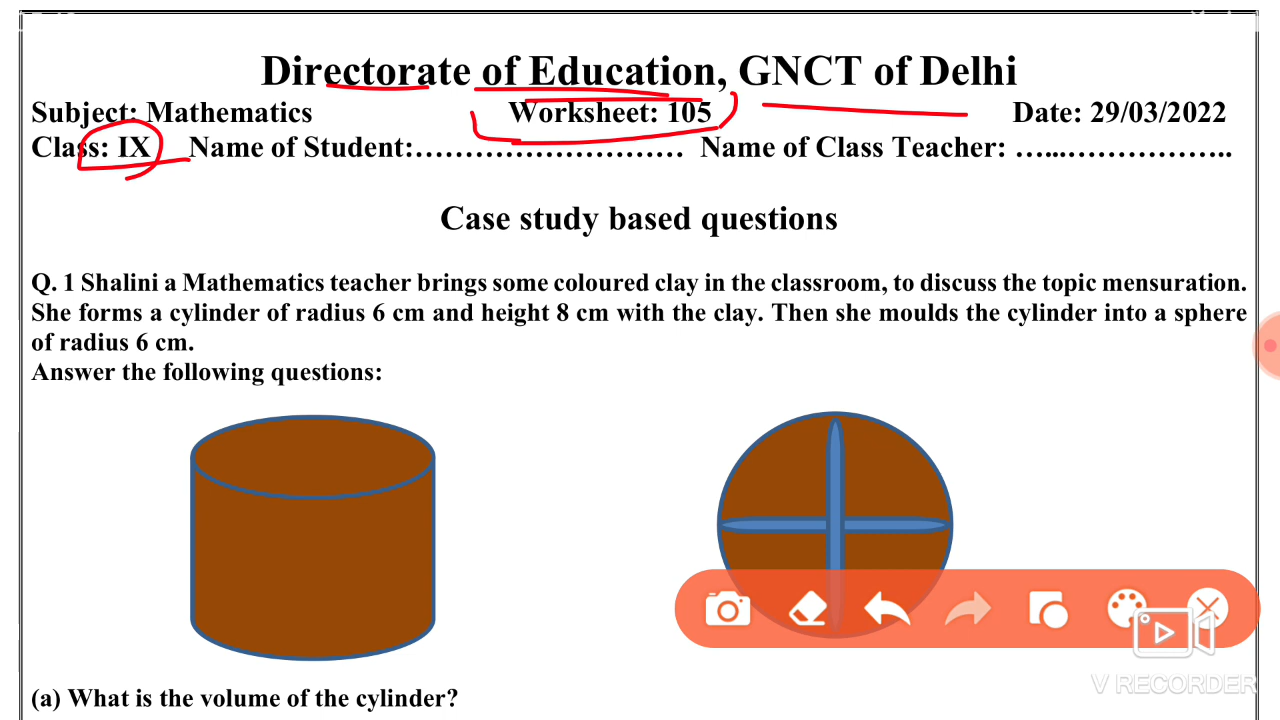 Directorate of Education, GNCT of Delhi
Subject: Mathematics Worksheet: 105 Date: 29/03/2022
Class: IX Name of Student:……………………… Name of Class Teacher: …...……………..
Case study based questions
Q. 1 Shalini a Mathematics teacher brings some coloured clay in the classroom, to discuss the topic mensuration.
She forms a cylinder of radius 6 cm and height 8 cm with the clay. Then she moulds the cylinder into a sphere
of radius 6 cm.
Answer the following questions:
(a) What is the volume of the cylinder?
V RECORDER